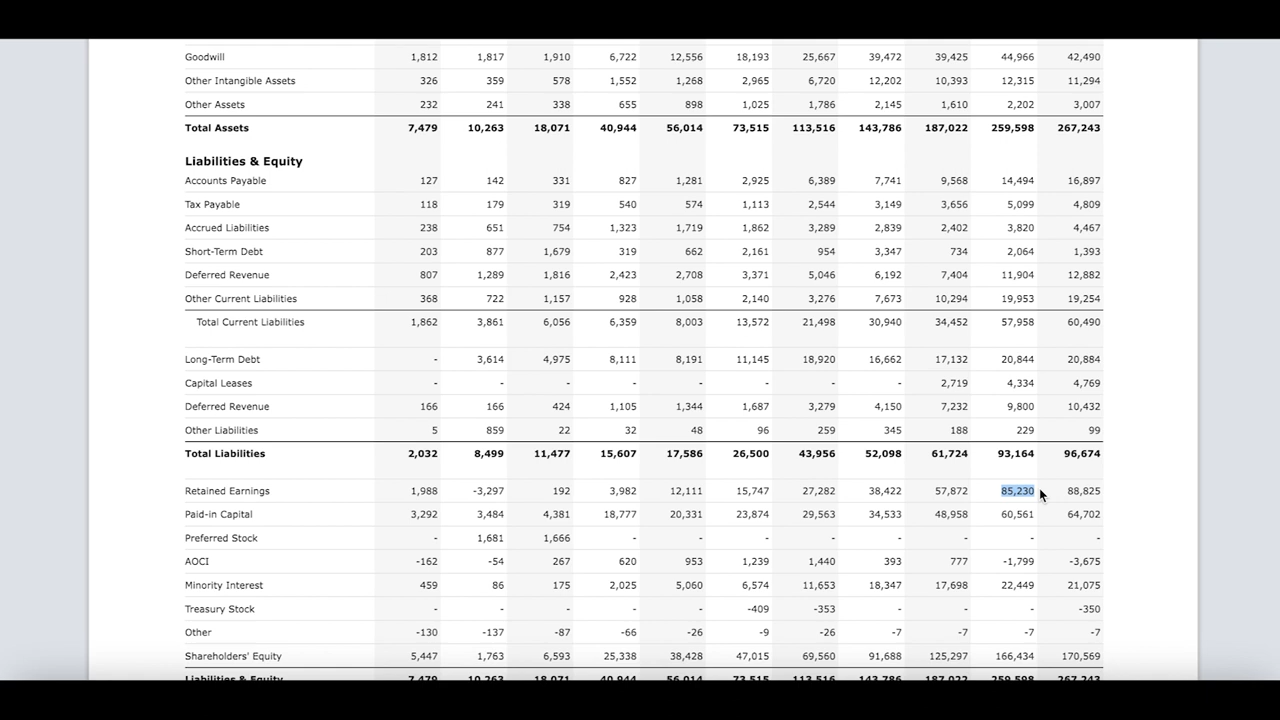 Goodwill 1,812 1,817 1,910 6,722 12,556 18,193 25,667 39,472 39,425 44,966 42,490
Other Intangible Assets 326 359 578 1,552 1,268 2,965 6,720 12,202 10,393 12,315 11,294
Other Assets 232 241 338 655 898 1,025 1,786 2,145 1,610 2,202 3,007
Total Assets 7,479 10,263 18,071 40,944 56,014 73,515 113,516 143,786 187,022 259,598 267,243
Liabilities & Equity
Accounts Payable 127 142 331 827 1,281 2,925 6,389 7,741 9,568 14,494 16,897
Tax Payable 118 179 319 540 574 1,113 2,544 3,149 3,656 5,099 4,809
Accrued Liabilities 238 651 754 1,323 1,719 1,862 3,289 2,839 2,402 3,820 4,467
Short-Term Debt 203 877 1,679 319 662 2,161 954 3,347 734 2,064 1,393
Deferred Revenue 807 1,289 1,816 2,423 2,708 3,371 5,046 6,192 7,404 11,904 12,882
Other Current Liabilities 368 722 1,157 928 1,058 2,140 3,276 7,673 10,294 19,953 19,254
Total Current Liabilities 1,862 3,861 6,056 6,359 8,003 13,572 21,498 30,940 34,452 57,958 60,490
Long-Term Debt - 3,614 4,975 8,111 8,191 11,145 18,920 16,662 17,132 20,844 20,884
Capital Leases - - - - - - - - 2,719 4,334 4,769
Deferred Revenue 166 166 424 1,105 1,344 1,687 3,279 4,150 7,232 9,800 10,432
Other Liabilities 5 859 22 32 48 96 259 345 188 229 99
Total Liabilities 2,032 8,499 11,477 15,607 17,586 26,500 43,956 52,098 61,724 93,164 96,674
Retained Earnings 1,988 -3,297 192 3,982 12,111 15,747 27,282 38,422 57,872 85,230 88,825
Paid-in Capital 3,292 3,484 4,381 18,777 20,331 23,874 29,563 34,533 48,958 60,561 64,702
Preferred Stock - 1,681 1,666 - - - - - - - -
AOCI -162 -54 267 620 953 1,239 1,440 393 777 -1,799 -3,675
Minority Interest 459 86 175 2,025 5,060 6,574 11,653 18,347 17,698 22,449 21,075
Treasury Stock - - - - - -409 -353 - - - -350
Other -130 -137 -87 -66 -26 -9 -26 -7 -7 -7 -7
Shareholders' Equity 5,447 1,763 6,593 25,338 38,428 47,015 69,560 91,688 125,297 166,434 170,569
Liabilities & Equity 7,479 10,263 18,071 40,944 56,014 73,515 113,516 143,786 187,022 259,598 267,243